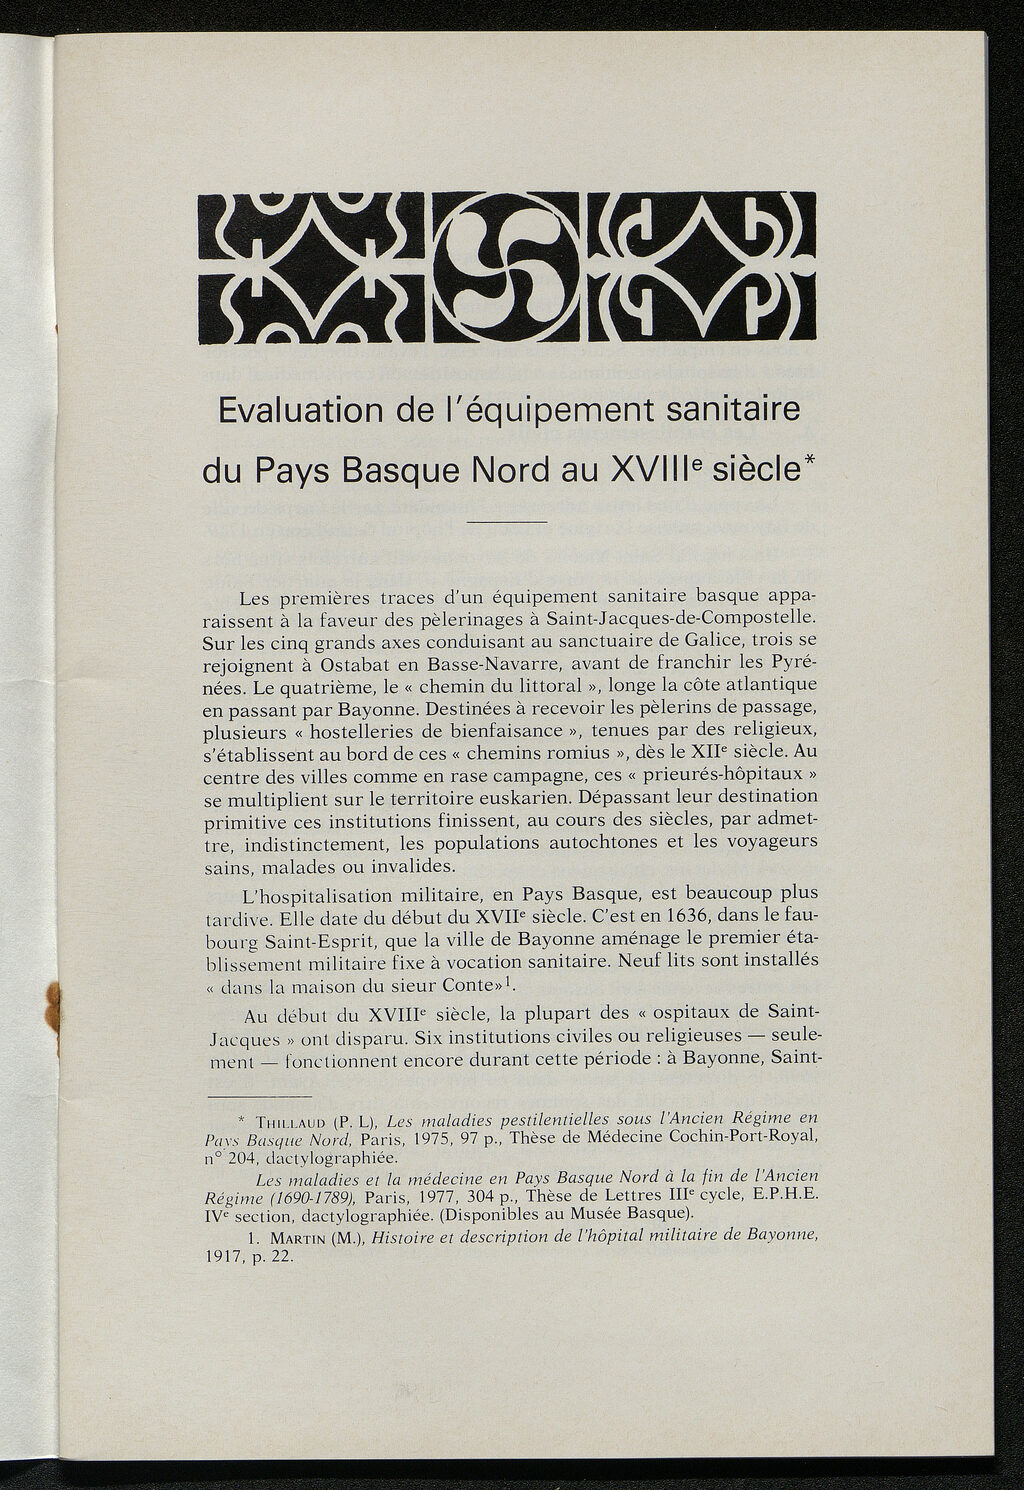 Evaluation de l'équipement sanitaire
du Pays Basque Nord au XVIIIe siècle*
Les premières traces d'un équipement sanitaire basque appa-
raissent à la faveur des pèlerinages à Saint-Jacques-de-Compostelle.
Sur les cinq grands axes conduisant au sanctuaire de Galice, trois se
rejoignent à Ostabat en Basse-Navarre, avant de franchir les Pyré-
nées. Le quatrième, le « chemin du littoral », longe la côte atlantique
en passant par Bayonne. Destinées à recevoir les pèlerins de passage,
plusieurs « hostelleries de bienfaisance », tenues par des religieux,
s'établissent au bord de ces « chemins romius », dès le XIIe siècle. Au
centre des villes comme en rase campagne, ces « prieurés-hôpitaux »
se multiplient sur le territoire euskarien. Dépassant leur destination
primitive ces institutions finissent, au cours des siècles, par admet-
tre, indistinctement, les populations autochtones et les voyageurs
sains, malades ou invalides.
L'hospitalisation militaire, en Pays Basque, est beaucoup plus
tardive. Elle date du début du XVIIe siècle. C'est en 1636, dans le fau-
bourg Saint-Esprit, que la ville de Bayonne aménage le premier éta-
blissement militaire fixe à vocation sanitaire. Neuf lits sont installés
« dans la maison du sieur Conte»1.
Au début du XVIIIe siècle, la plupart des « ospitaux de Saint-
Jacques » ont disparu. Six institutions civiles ou religieuses — seule-
ment — fonctionnent encore durant cette période : à Bayonne, Saint-
* THILLAUD (P. L), Les maladies pestilentielles sous l'Ancien Régime en
Pays Basque Nord, Paris, 1975, 97 p., Thèse de Médecine Cochin-Port-Royal,
n° 204, dactylographiée.
Les maladies et la médecine en Pays Basque Nord à la fin de l'Ancien
Régime (1690-1789), Paris, 1977, 304 p., Thèse de Lettres IIIe cycle, E.P.H.E.
IVe section, dactylographiée. (Disponibles au Musée Basque).
1. MARTIN (M.), Histoire et description de l'hôpital militaire de Bayonne,
1917, p. 22.